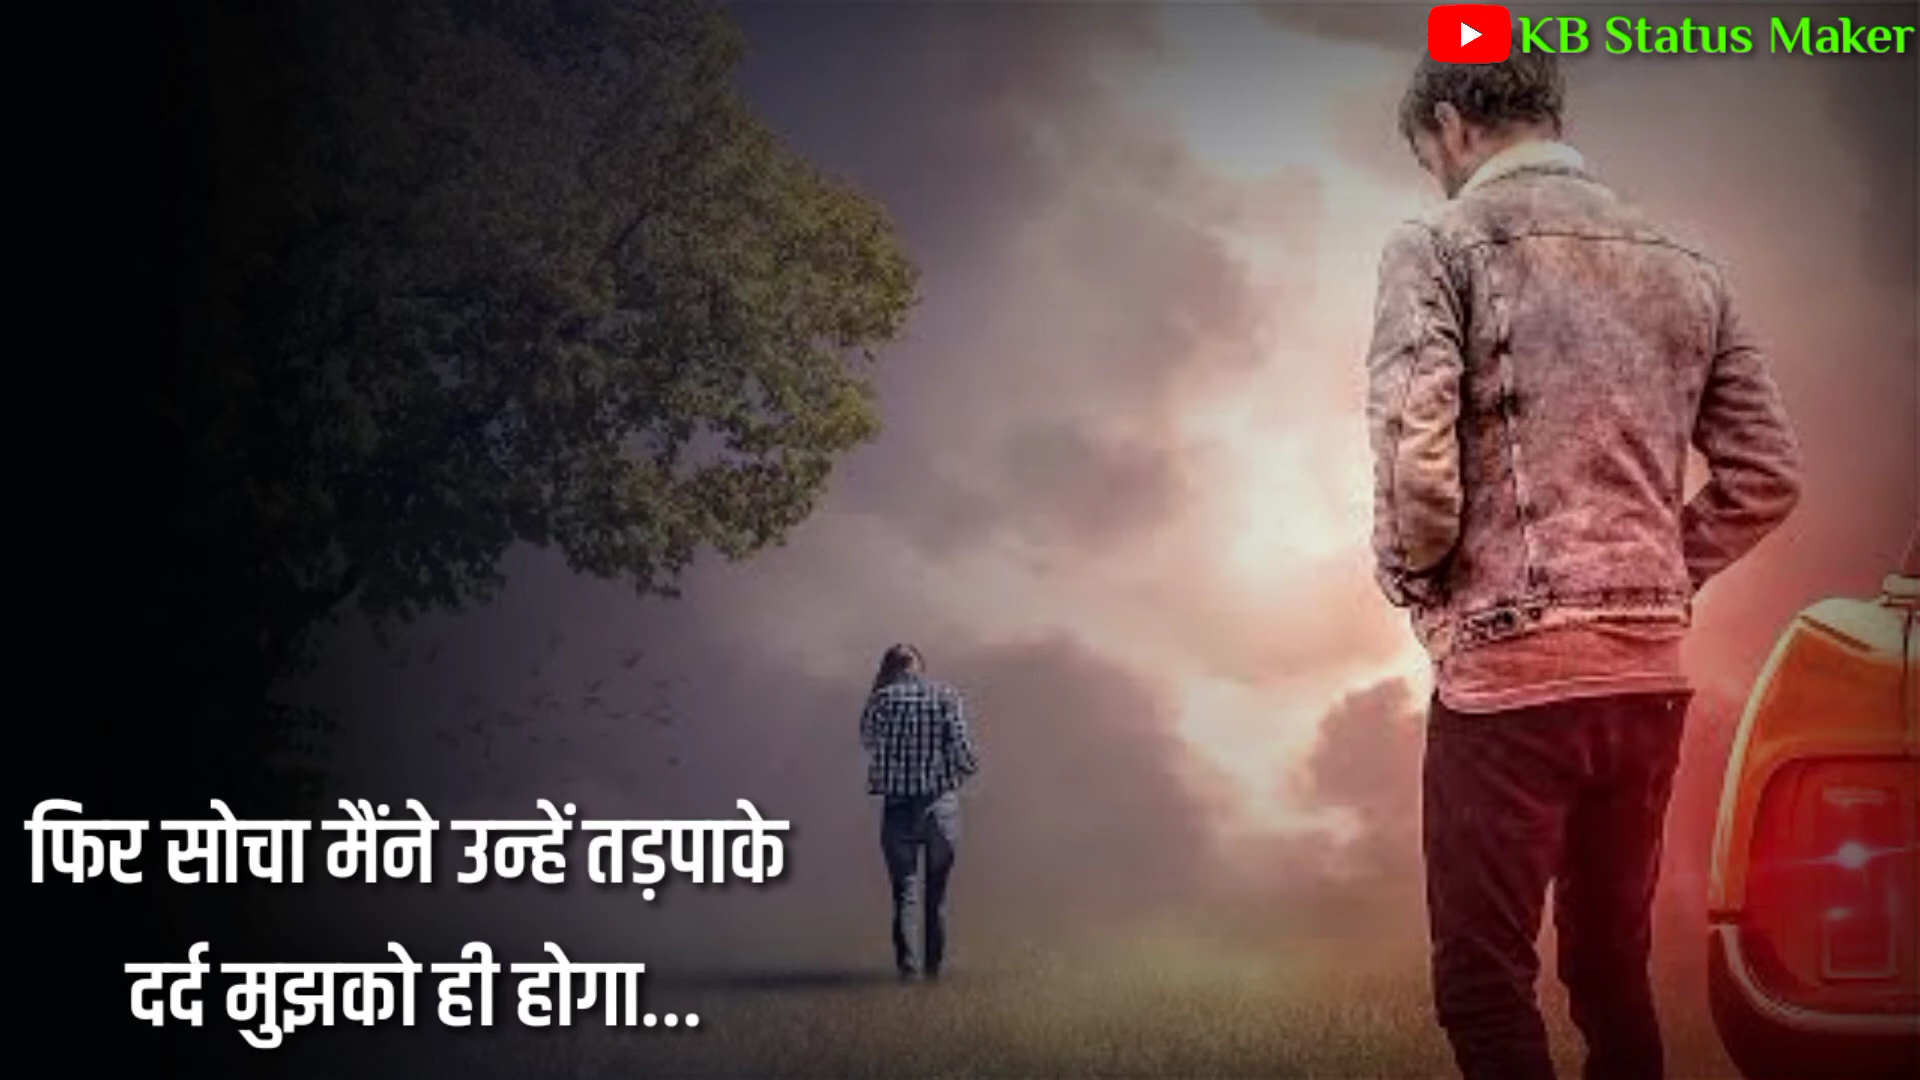 KB Status Maker
फिर सोचा मैंने उन्हें तड़पाके
दर्द मुझको ही होगा...